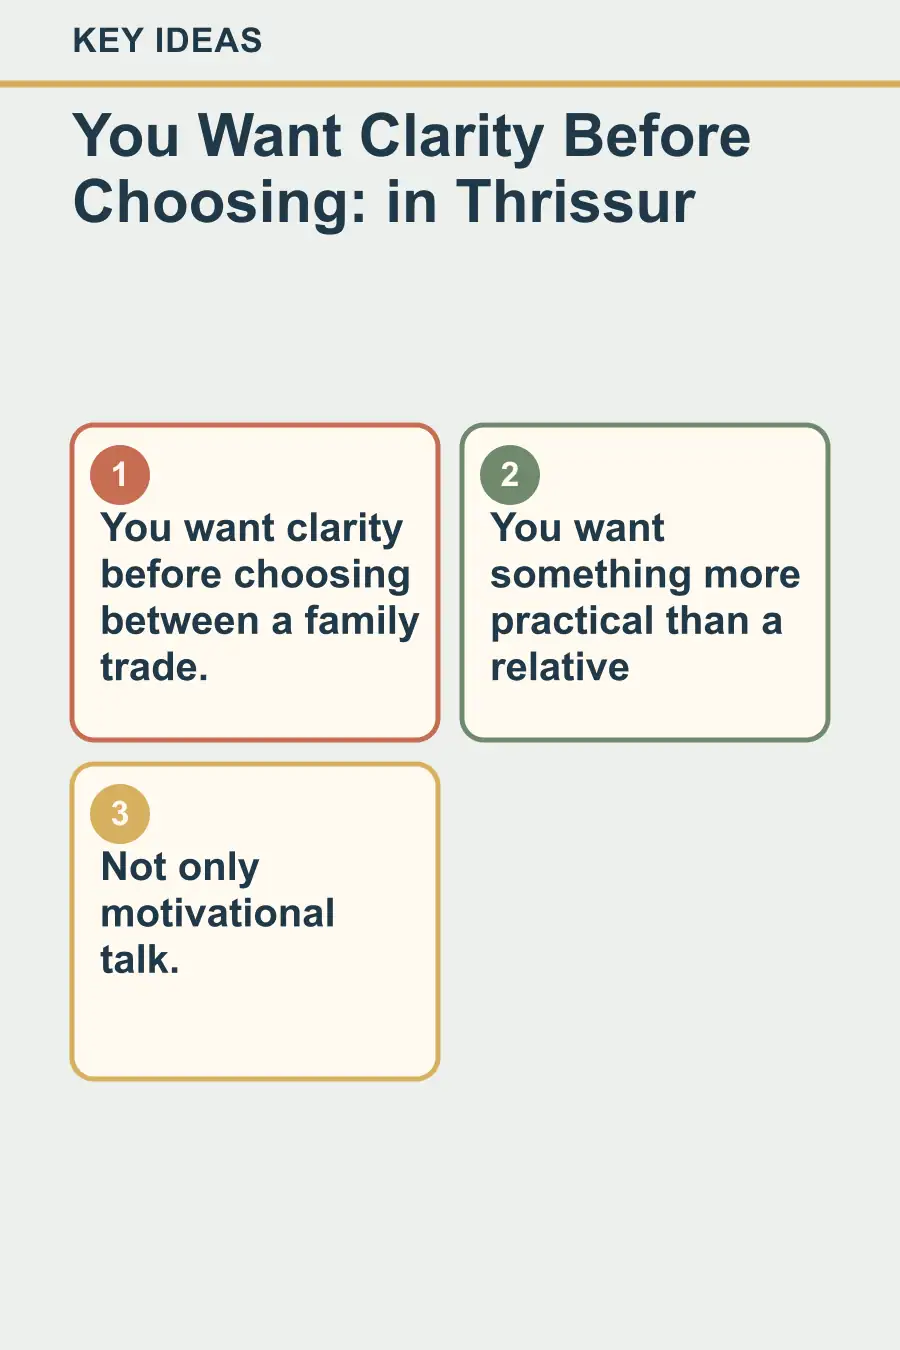 KEY IDEAS
You Want Clarity Before
Choosing: in Thrissur
1
You want clarity
before choosing
between a family
trade.
2
You want
something more
practical than a
relative
3
Not only
motivational
talk.